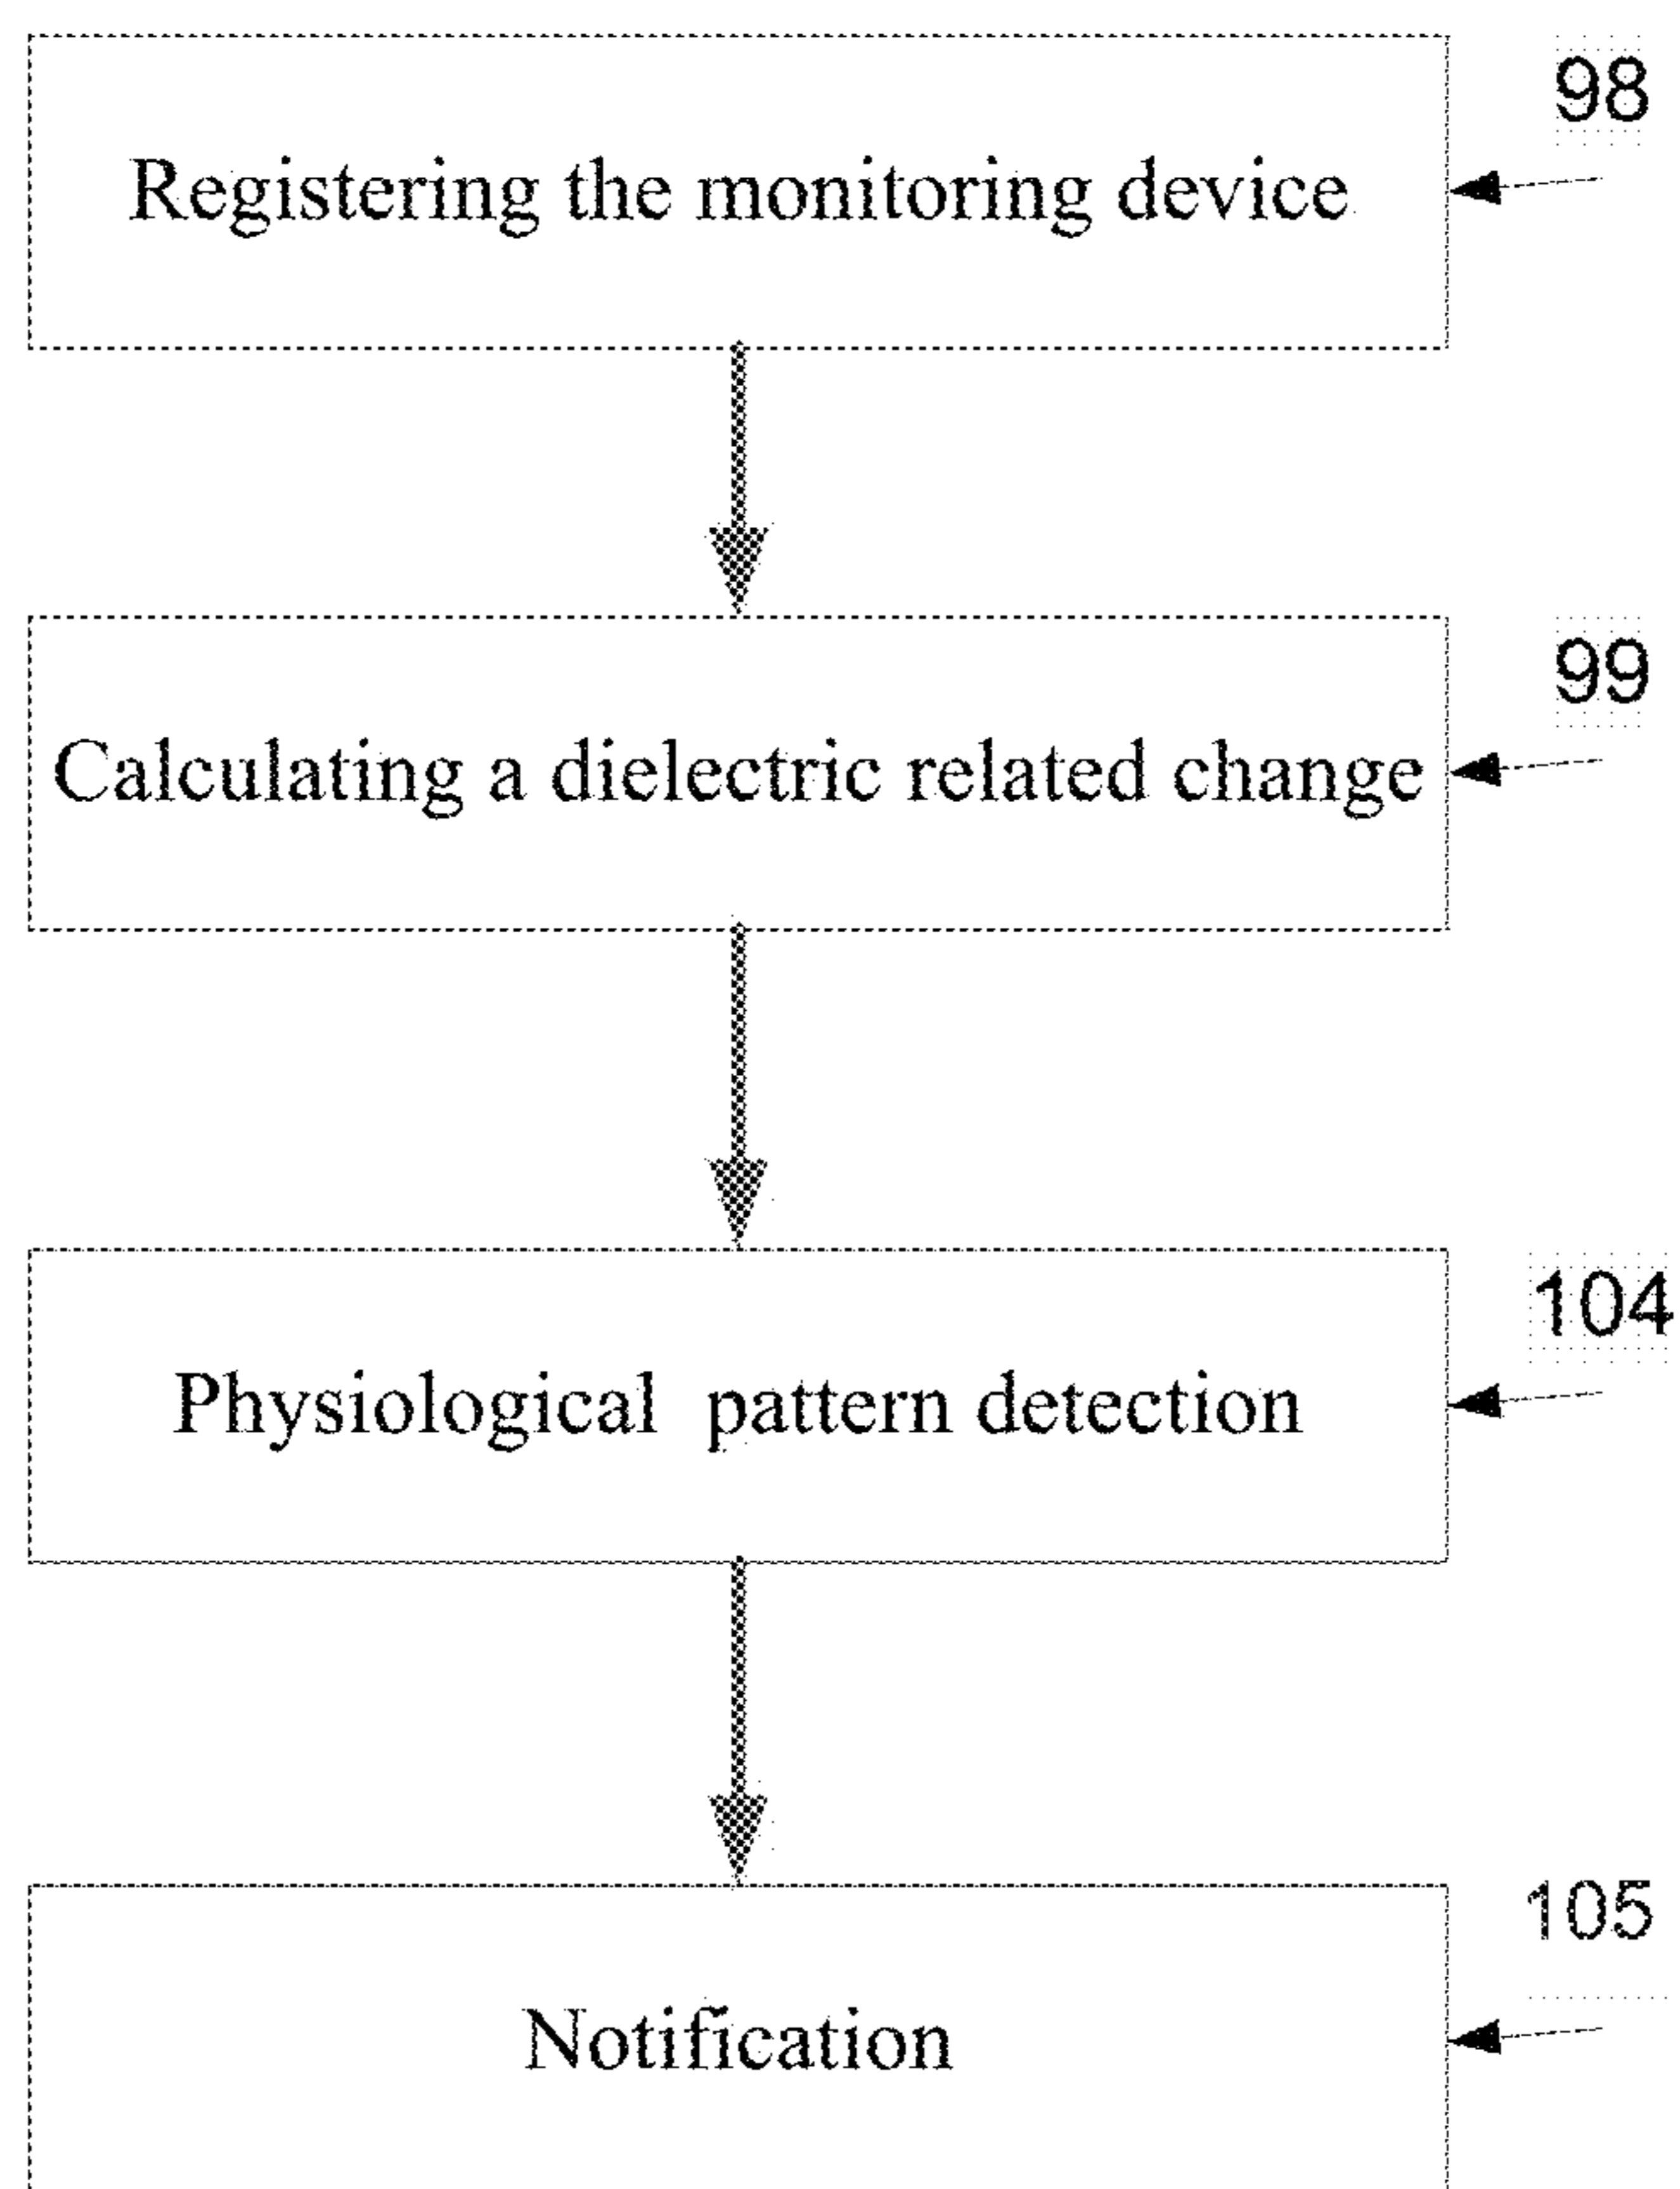 98
Registering the monitoring device
99
Calculating a dielectric related change
104
Physiological pattern detection
105
Notification